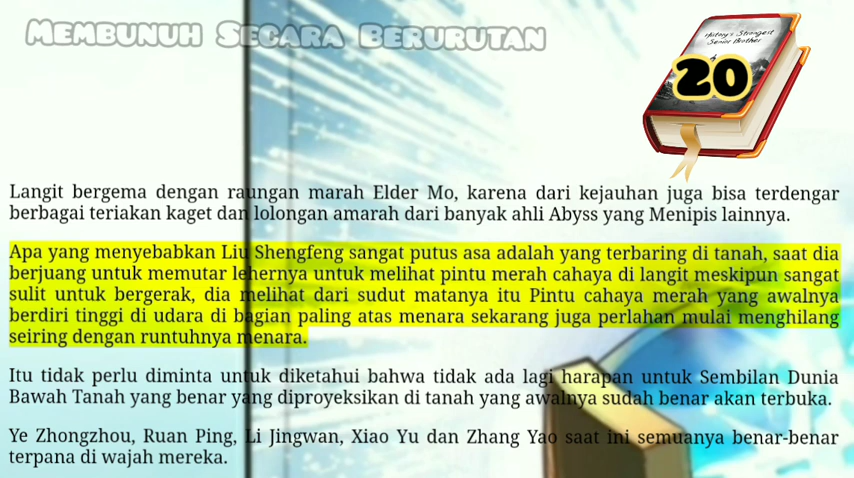 Membunuh Secara Berurutan
History's Strongest
Senior Brother
20
Langit bergema dengan raungan marah Elder Mo, karena dari kejauhan juga bisa terdengar
berbagai teriakan kaget dan lolongan amarah dari banyak ahli Abyss yang Menipis lainnya.
Apa yang menyebabkan Liu Shengfeng sangat putus asa adalah yang terbaring di tanah, saat dia
berjuang untuk memutar lehernya untuk melihat pintu merah cahaya di langit meskipun sangat
sulit untuk bergerak, dia melihat dari sudut matanya itu Pintu cahaya merah yang awalnya
berdiri tinggi di udara di bagian paling atas menara sekarang juga perlahan mulai menghilang
seiring dengan runtuhnya menara.
Itu tidak perlu diminta untuk diketahui bahwa tidak ada lagi harapan untuk Sembilan Dunia
Bawah Tanah yang benar yang diproyeksikan di tanah yang awalnya sudah benar akan terbuka.
Ye Zhongzhou, Ruan Ping, Li Jingwan, Xiao Yu dan Zhang Yao saat ini semuanya benar-benar
terpana di wajah mereka.